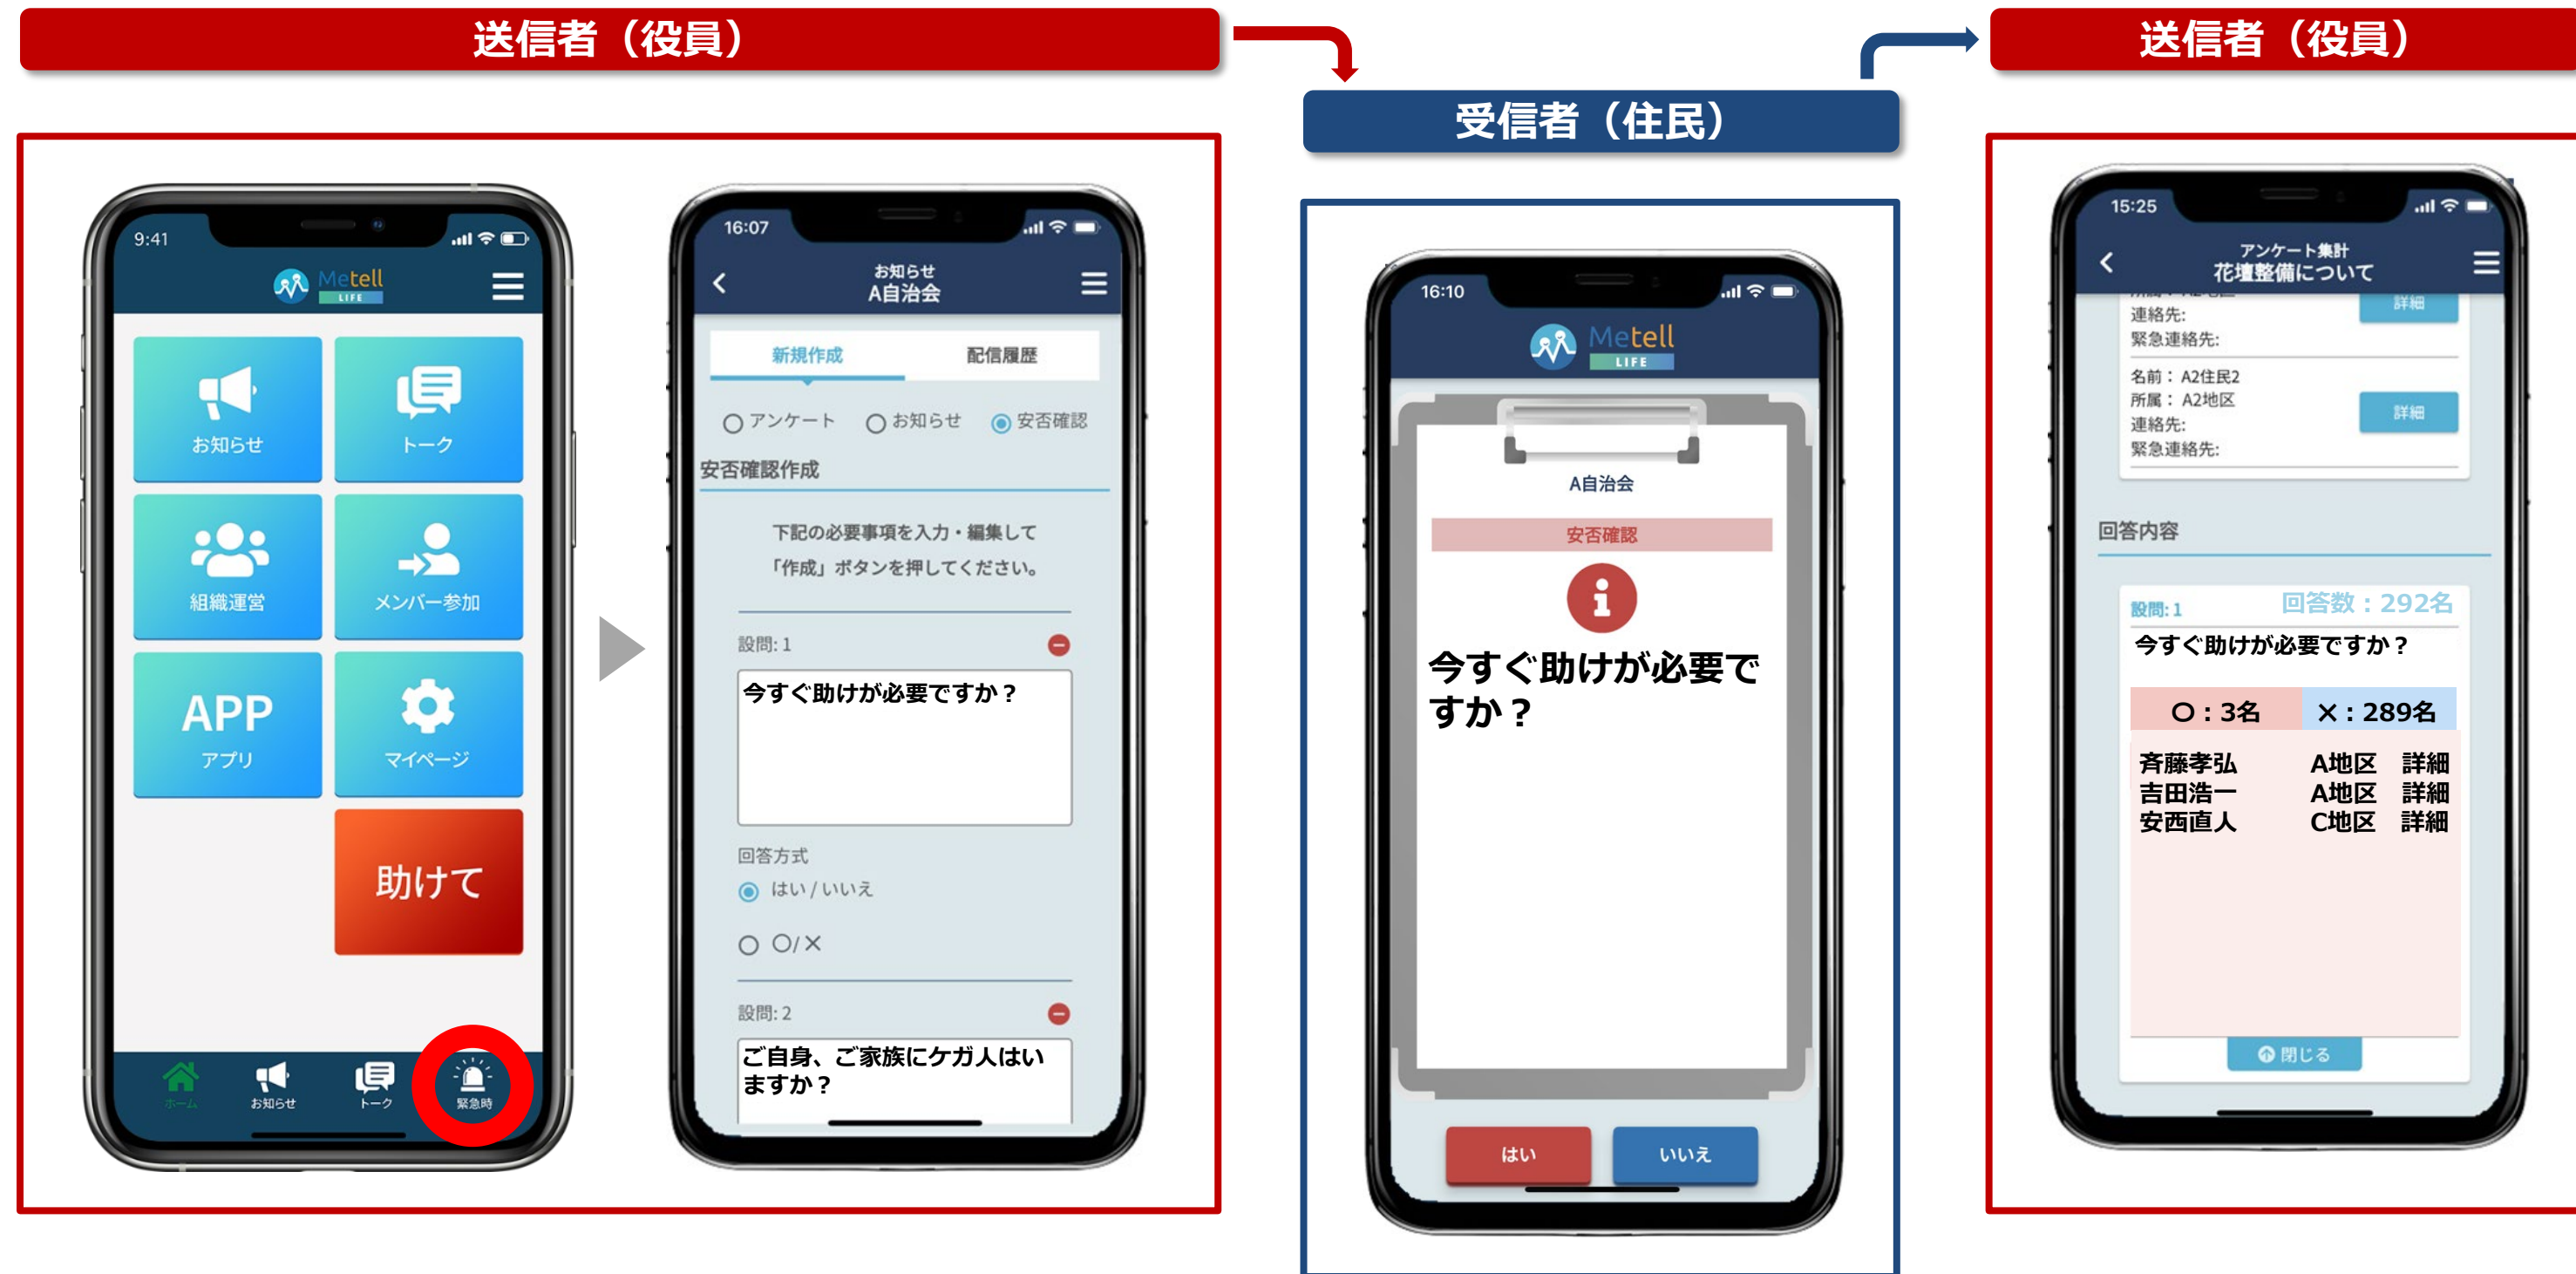 送信者（役員）
受信者（住民）
送信者（役員）
9:41
Metell
LIFE
お知らせ
トーク
組織運営
メンバー参加
APP
アプリ
マイページ
助けて
ホーム
お知らせ
トーク
緊急時
16:07
お知らせ
A自治会
新規作成
配信履歴
アンケート
お知らせ
安否確認
安否確認作成
下記の必要事項を入力・編集して
「作成」ボタンを押してください。
設問: 1
今すぐ助けが必要ですか？
回答方式
はい / いいえ
〇/✕
設問: 2
ご自身、ご家族にケガ人はい
ますか？
16:10
Metell
LIFE
A自治会
安否確認
今すぐ助けが必要で
すか？
はい
いいえ
15:25
アンケート集計
花壇整備について
詳細
連絡先:
緊急連絡先:
名前： A2住民2
所属： A2地区
連絡先:
緊急連絡先:
詳細
回答内容
設問: 1
回答数：292名
今すぐ助けが必要ですか？
〇：3名
✕：289名
斉藤孝弘 A地区 詳細
吉田浩一 A地区 詳細
安西直人 C地区 詳細
閉じる